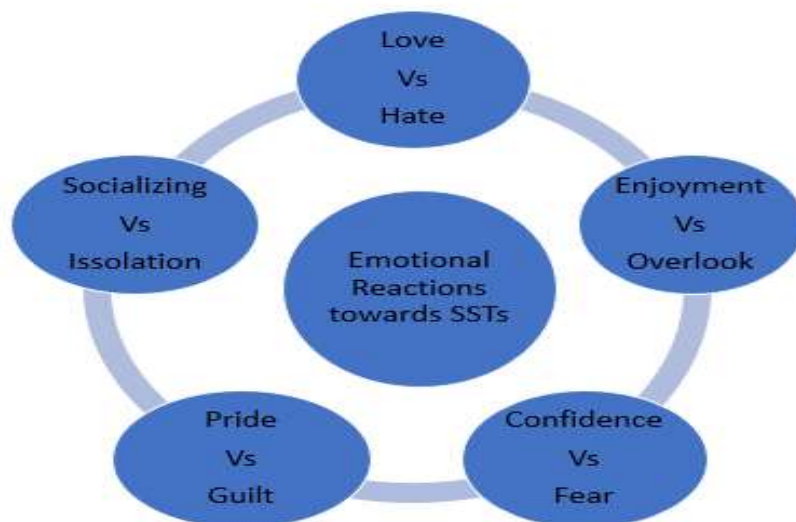 Love
Vs
Hate
Socializing
Vs
Issolation
Enjoyment
Vs
Overlook
Emotional
Reactions
towards SSTs
Pride
Vs
Guilt
Confidence
Vs
Fear